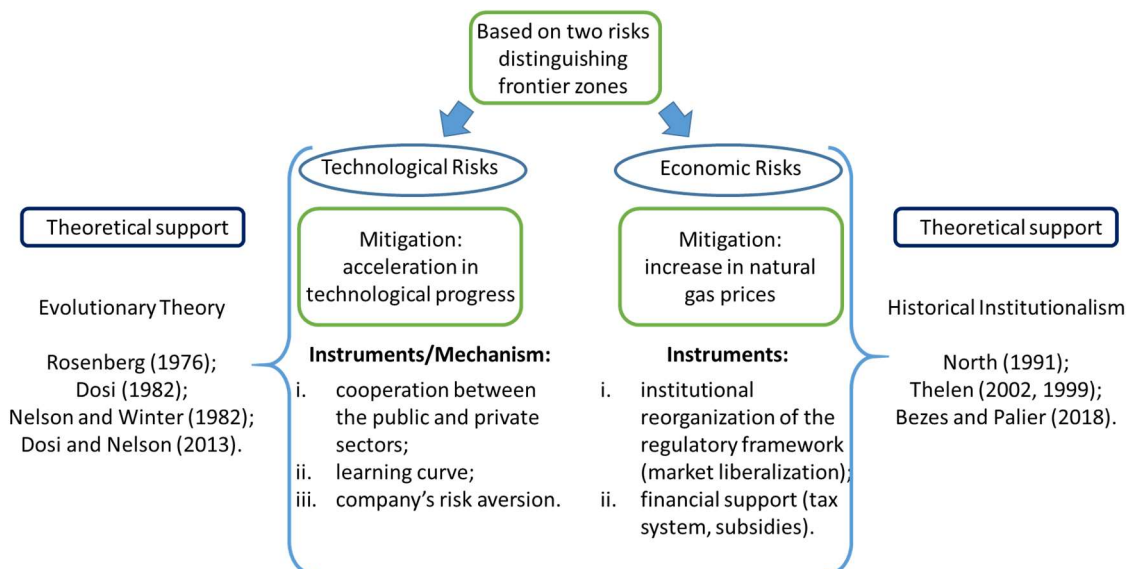 Based on two risks
distinguishing
frontier zones
Technological Risks
Economic Risks
Theoretical support
Evolutionary Theory
Rosenberg (1976);
Dosi (1982);
Nelson and Winter (1982);
Dosi and Nelson (2013).
Mitigation:
acceleration in
technological progress
Instruments/Mechanism:
i. cooperation between
the public and private
sectors;
ii. learning curve;
iii. company’s risk aversion.
Mitigation:
increase in natural
gas prices
Instruments:
i. institutional
reorganization of the
regulatory framework
(market liberalization);
ii. financial support (tax
system, subsidies).
Theoretical support
Historical Institutionalism
North (1991);
Thelen (2002, 1999);
Bezes and Palier (2018).